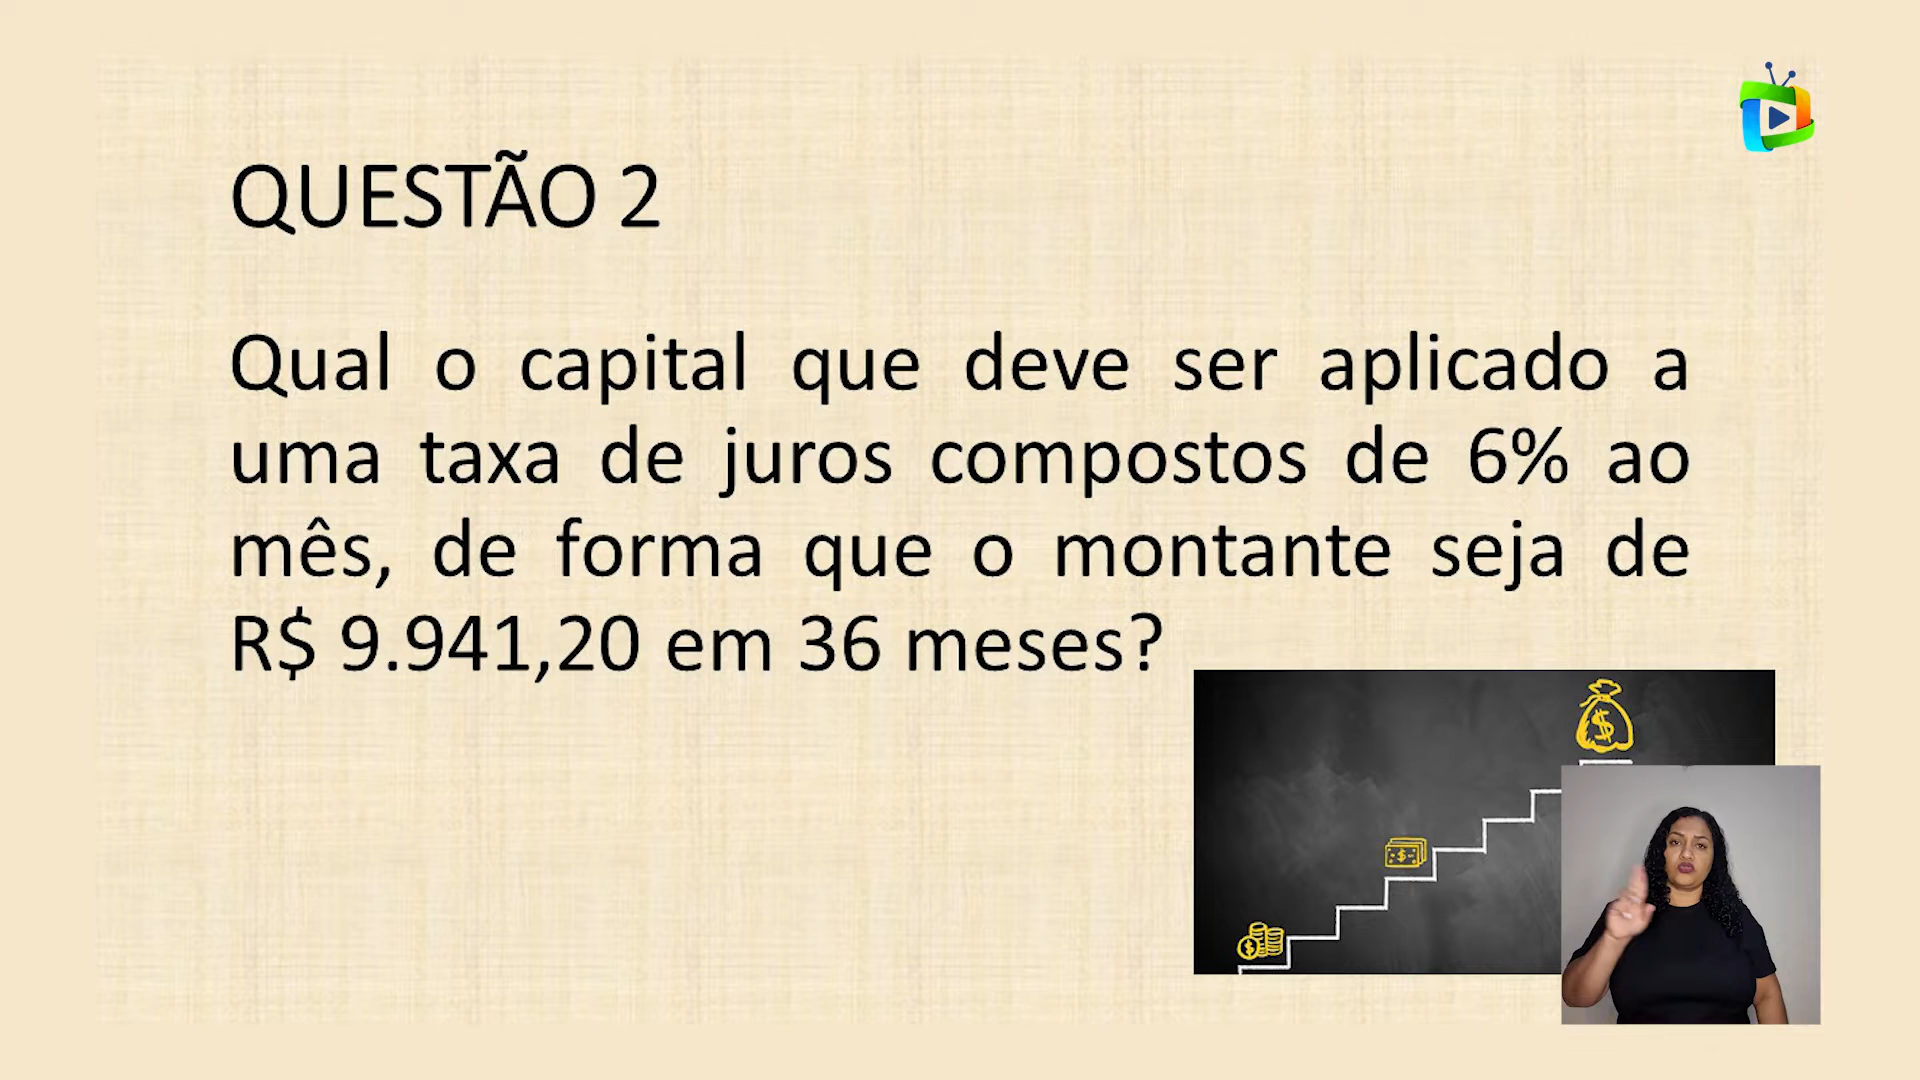 QUESTÃO 2
Qual o capital que deve ser aplicado a
uma taxa de juros compostos de 6% ao
mês, de forma que o montante seja de
R$ 9.941,20 em 36 meses?